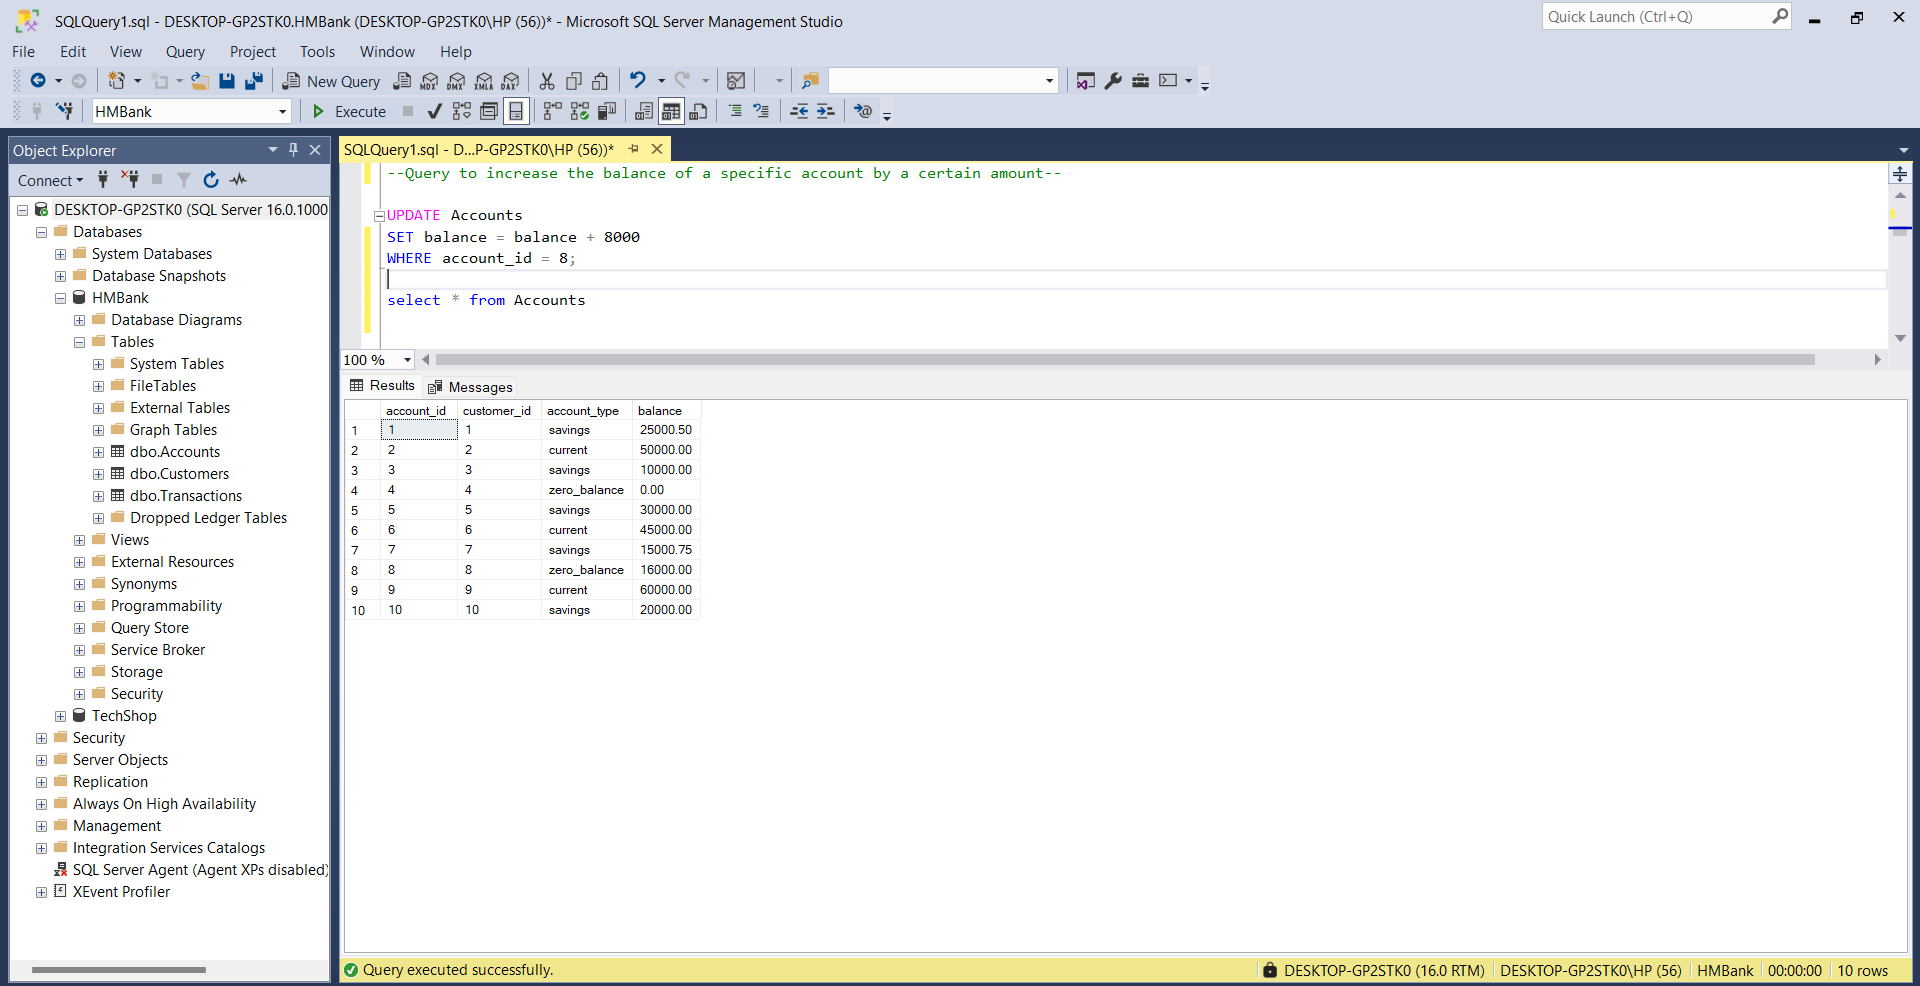 SQLQuery1.sql - DESKTOP-GP2STK0.HMBank (DESKTOP-GP2STK0\HP (56))* - Microsoft SQL Server Management Studio
Quick Launch (Ctrl+Q)
File Edit View Query Project Tools Window Help
New Query MDX DMX XMLA DAX
HMBank Execute
Object Explorer
Connect
DESKTOP-GP2STK0 (SQL Server 16.0.1000
Databases
System Databases
Database Snapshots
HMBank
Database Diagrams
Tables
System Tables
FileTables
External Tables
Graph Tables
dbo.Accounts
dbo.Customers
dbo.Transactions
Dropped Ledger Tables
Views
External Resources
Synonyms
Programmability
Query Store
Service Broker
Storage
Security
TechShop
Security
Server Objects
Replication
Always On High Availability
Management
Integration Services Catalogs
SQL Server Agent (Agent XPs disabled)
XEvent Profiler
SQLQuery1.sql - D...P-GP2STK0\HP (56))*
--Query to increase the balance of a specific account by a certain amount--
UPDATE Accounts
SET balance = balance + 8000
WHERE account_id = 8;
select * from Accounts
100 %
Results Messages
account_id customer_id account_type balance
1 1 1 savings 25000.50
2 2 2 current 50000.00
3 3 3 savings 10000.00
4 4 4 zero_balance 0.00
5 5 5 savings 30000.00
6 6 6 current 45000.00
7 7 7 savings 15000.75
8 8 8 zero_balance 16000.00
9 9 9 current 60000.00
10 10 10 savings 20000.00
Query executed successfully.
DESKTOP-GP2STK0 (16.0 RTM) DESKTOP-GP2STK0\HP (56) HMBank 00:00:00 10 rows